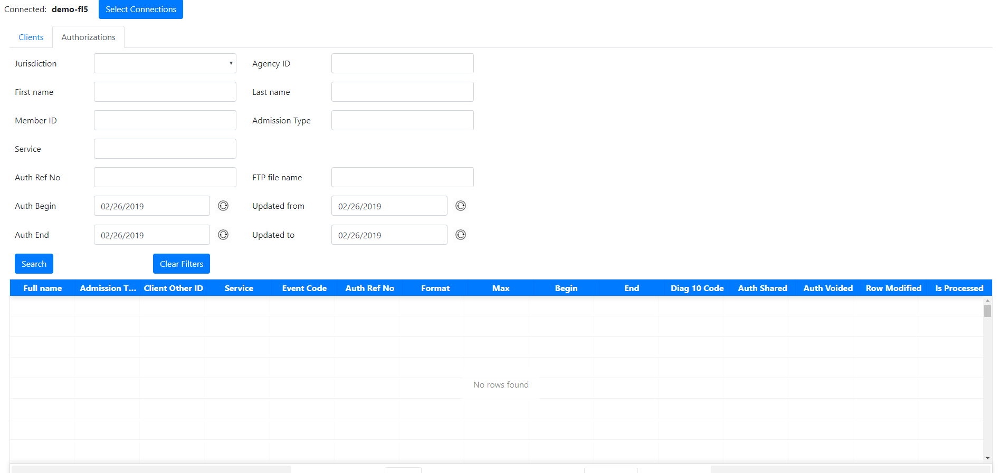 Connected: demo-fl5 Select Connections
Clients Authorizations
Jurisdiction Agency ID
First name Last name
Member ID Admission Type
Service
Auth Ref No FTP file name
Auth Begin 02/26/2019 Updated from 02/26/2019
Auth End 02/26/2019 Updated to 02/26/2019
Search Clear Filters
Full name Admission T... Client Other ID Service Event Code Auth Ref No Format Max Begin End Diag 10 Code Auth Shared Auth Voided Row Modified Is Processed
No rows found